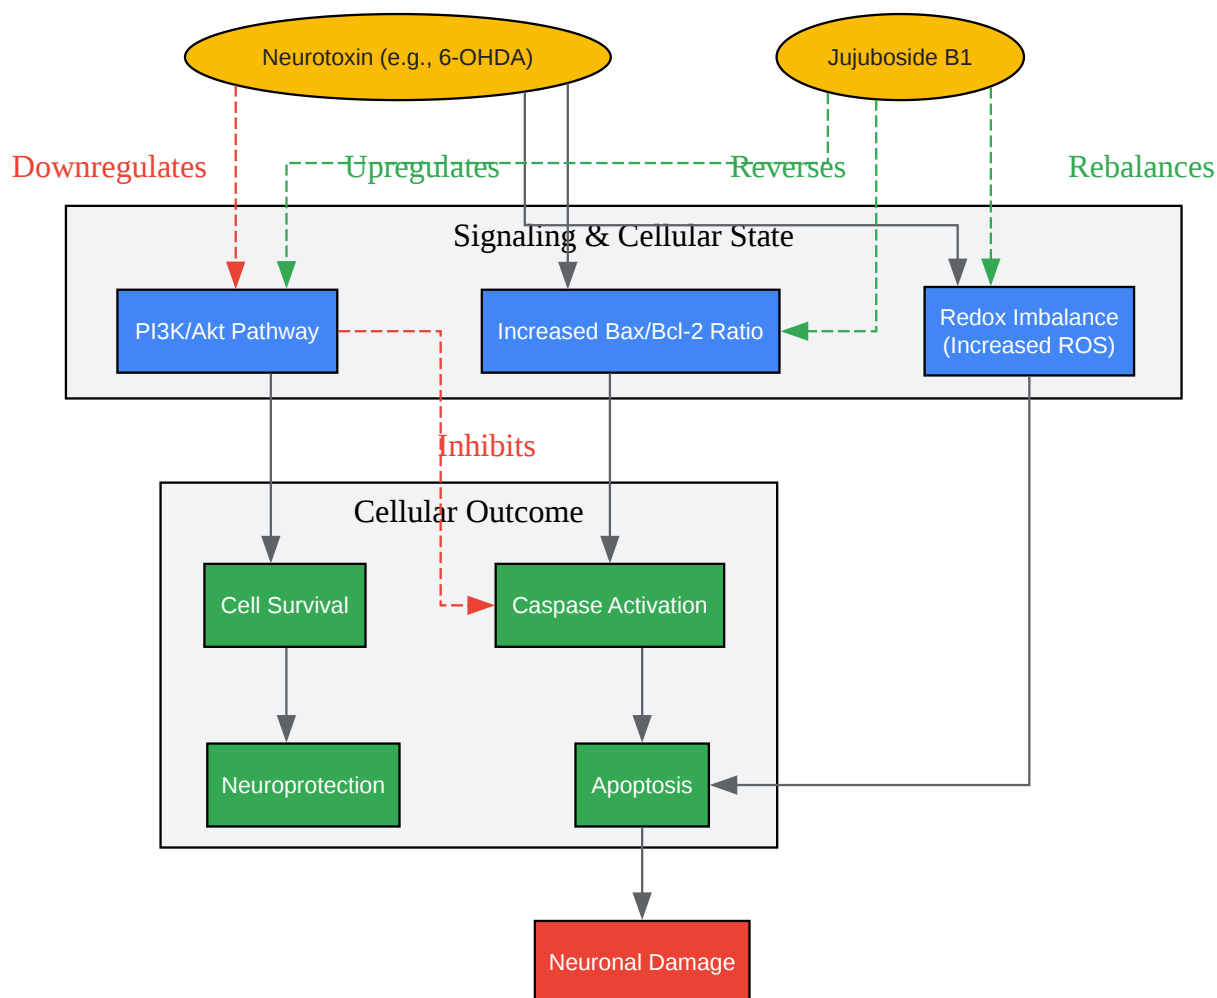 Neurotoxin (e.g., 6-OHDA)
Jujuboside B1
Downregulates
Upregulates
Reverses
Rebalances
Signaling & Cellular State
PI3K/Akt Pathway
Increased Bax/Bcl-2 Ratio
Redox Imbalance
(Increased ROS)
Inhibits
Cellular Outcome
Cell Survival
Caspase Activation
Neuroprotection
Apoptosis
Neuronal Damage